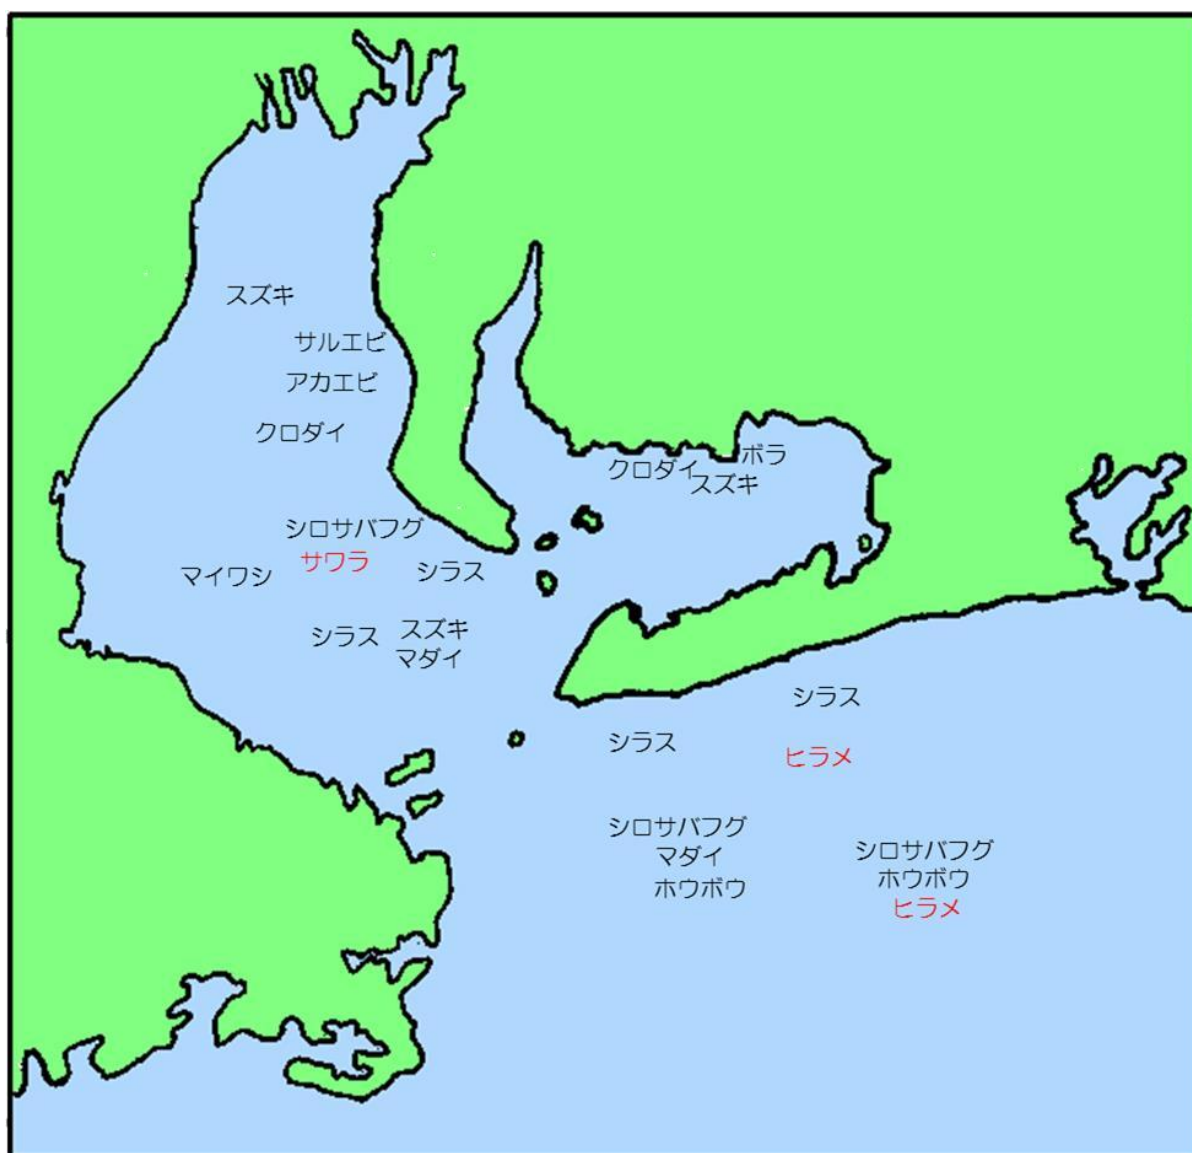 スズキ
サルエビ
アカエビ
クロダイ
ボラ
クロダイ
スズキ
シロサバフグ
サワラ
マイワシ
シラス
シラス
スズキ
マダイ
シラス
シラス
ヒラメ
シロサバフグ
マダイ
ホウボウ
シロサバフグ
ホウボウ
ヒラメ